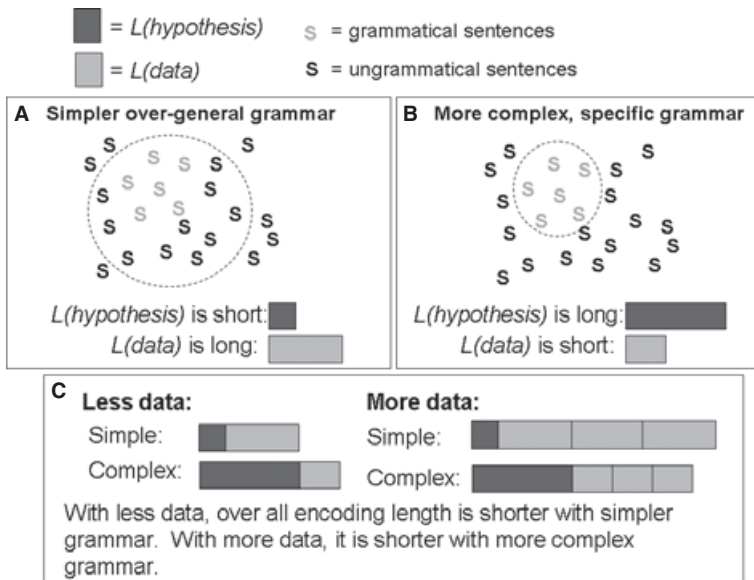 = L(hypothesis)
S = grammatical sentences
= L(data)
S = ungrammatical sentences
A Simpler over-general grammar
S S S S S S S S S S S S S S S S S S S S S S S S
L(hypothesis) is short:
L(data) is long:
B More complex, specific grammar
S S S S S S S S S S S S S S S S S S S S S S S S
L(hypothesis) is long:
L(data) is short:
C
Less data:
Simple:
Complex:
More data:
Simple:
Complex:
With less data, over all encoding length is shorter with simpler
grammar. With more data, it is shorter with more complex
grammar.